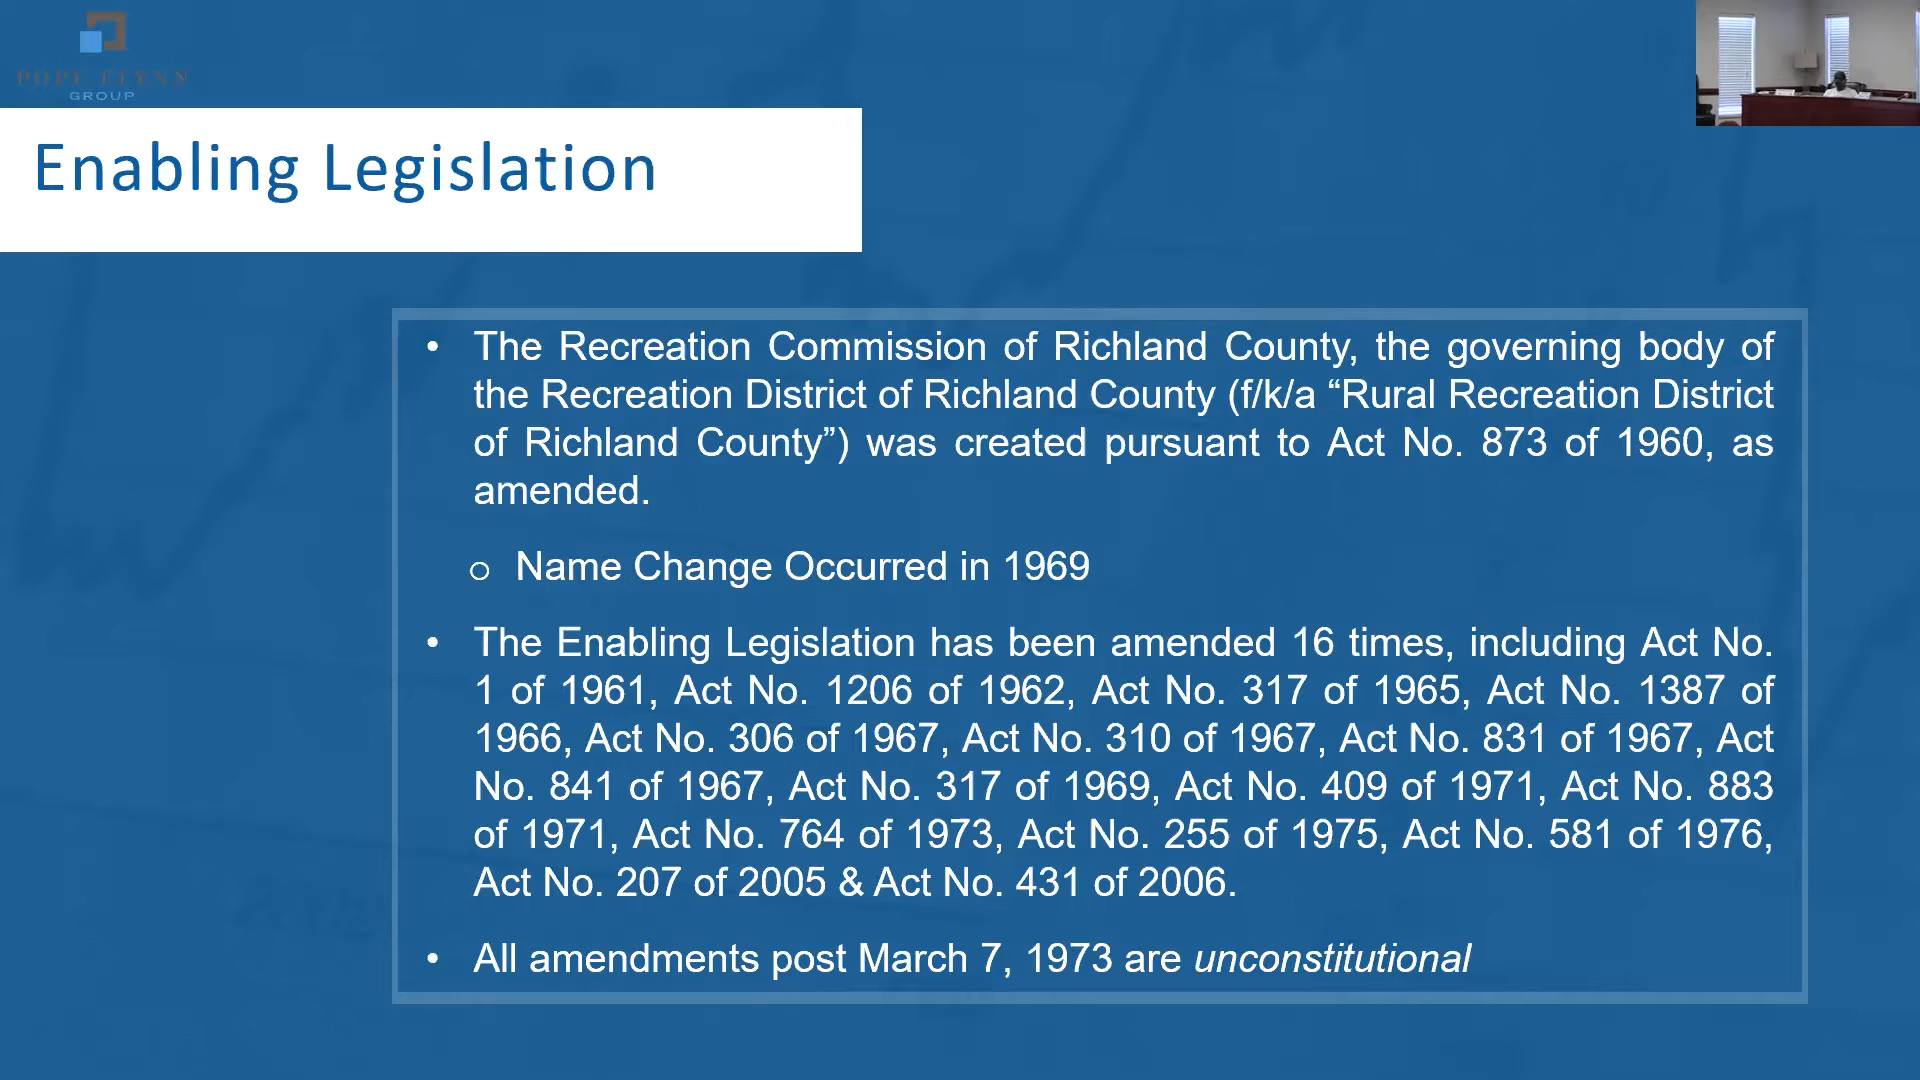 POPE FLYNN
GROUP
Enabling Legislation
• The Recreation Commission of Richland County, the governing body of
the Recreation District of Richland County (f/k/a “Rural Recreation District
of Richland County”) was created pursuant to Act No. 873 of 1960, as
amended.
o Name Change Occurred in 1969
• The Enabling Legislation has been amended 16 times, including Act No.
1 of 1961, Act No. 1206 of 1962, Act No. 317 of 1965, Act No. 1387 of
1966, Act No. 306 of 1967, Act No. 310 of 1967, Act No. 831 of 1967, Act
No. 841 of 1967, Act No. 317 of 1969, Act No. 409 of 1971, Act No. 883
of 1971, Act No. 764 of 1973, Act No. 255 of 1975, Act No. 581 of 1976,
Act No. 207 of 2005 & Act No. 431 of 2006.
• All amendments post March 7, 1973 are unconstitutional